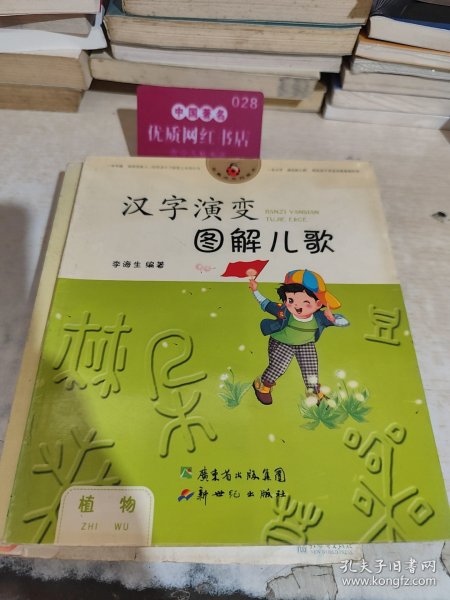 028
中国著名
优质网红书店
汉字演变
HANZI YANBIAN
TUJIE ERGE
图解儿歌
李海生 编著
广东省出版集团
新世纪出版社
植物
ZHI WU
孔夫子旧书网
www.kongfz.com